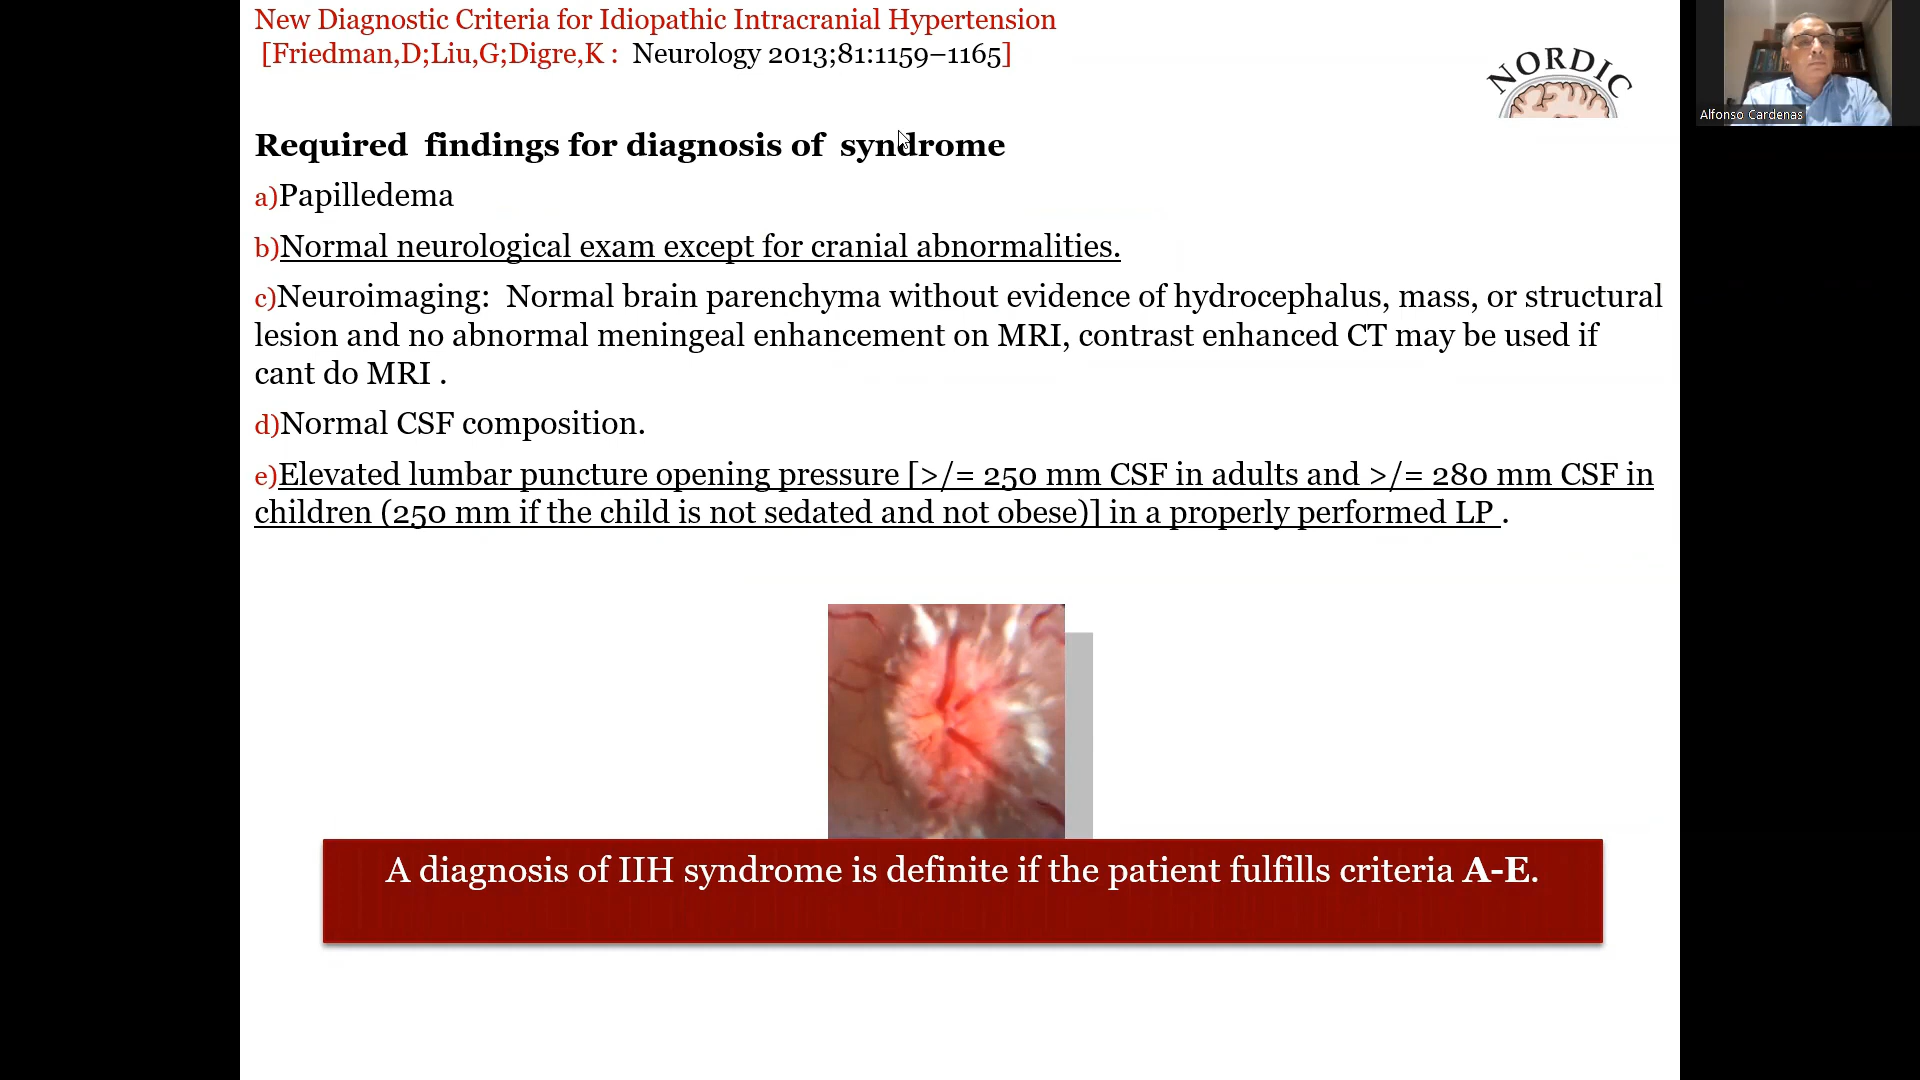 New Diagnostic Criteria for Idiopathic Intracranial Hypertension
[Friedman,D;Liu,G;Digre,K : Neurology 2013;81:1159–1165]
NORDIC
Alfonso Cardenas
Required findings for diagnosis of syndrome
a)Papilledema
b)Normal neurological exam except for cranial abnormalities.
c)Neuroimaging: Normal brain parenchyma without evidence of hydrocephalus, mass, or structural
lesion and no abnormal meningeal enhancement on MRI, contrast enhanced CT may be used if
cant do MRI .
d)Normal CSF composition.
e)Elevated lumbar puncture opening pressure [>/= 250 mm CSF in adults and >/= 280 mm CSF in
children (250 mm if the child is not sedated and not obese)] in a properly performed LP .
A diagnosis of IIH syndrome is definite if the patient fulfills criteria A-E.